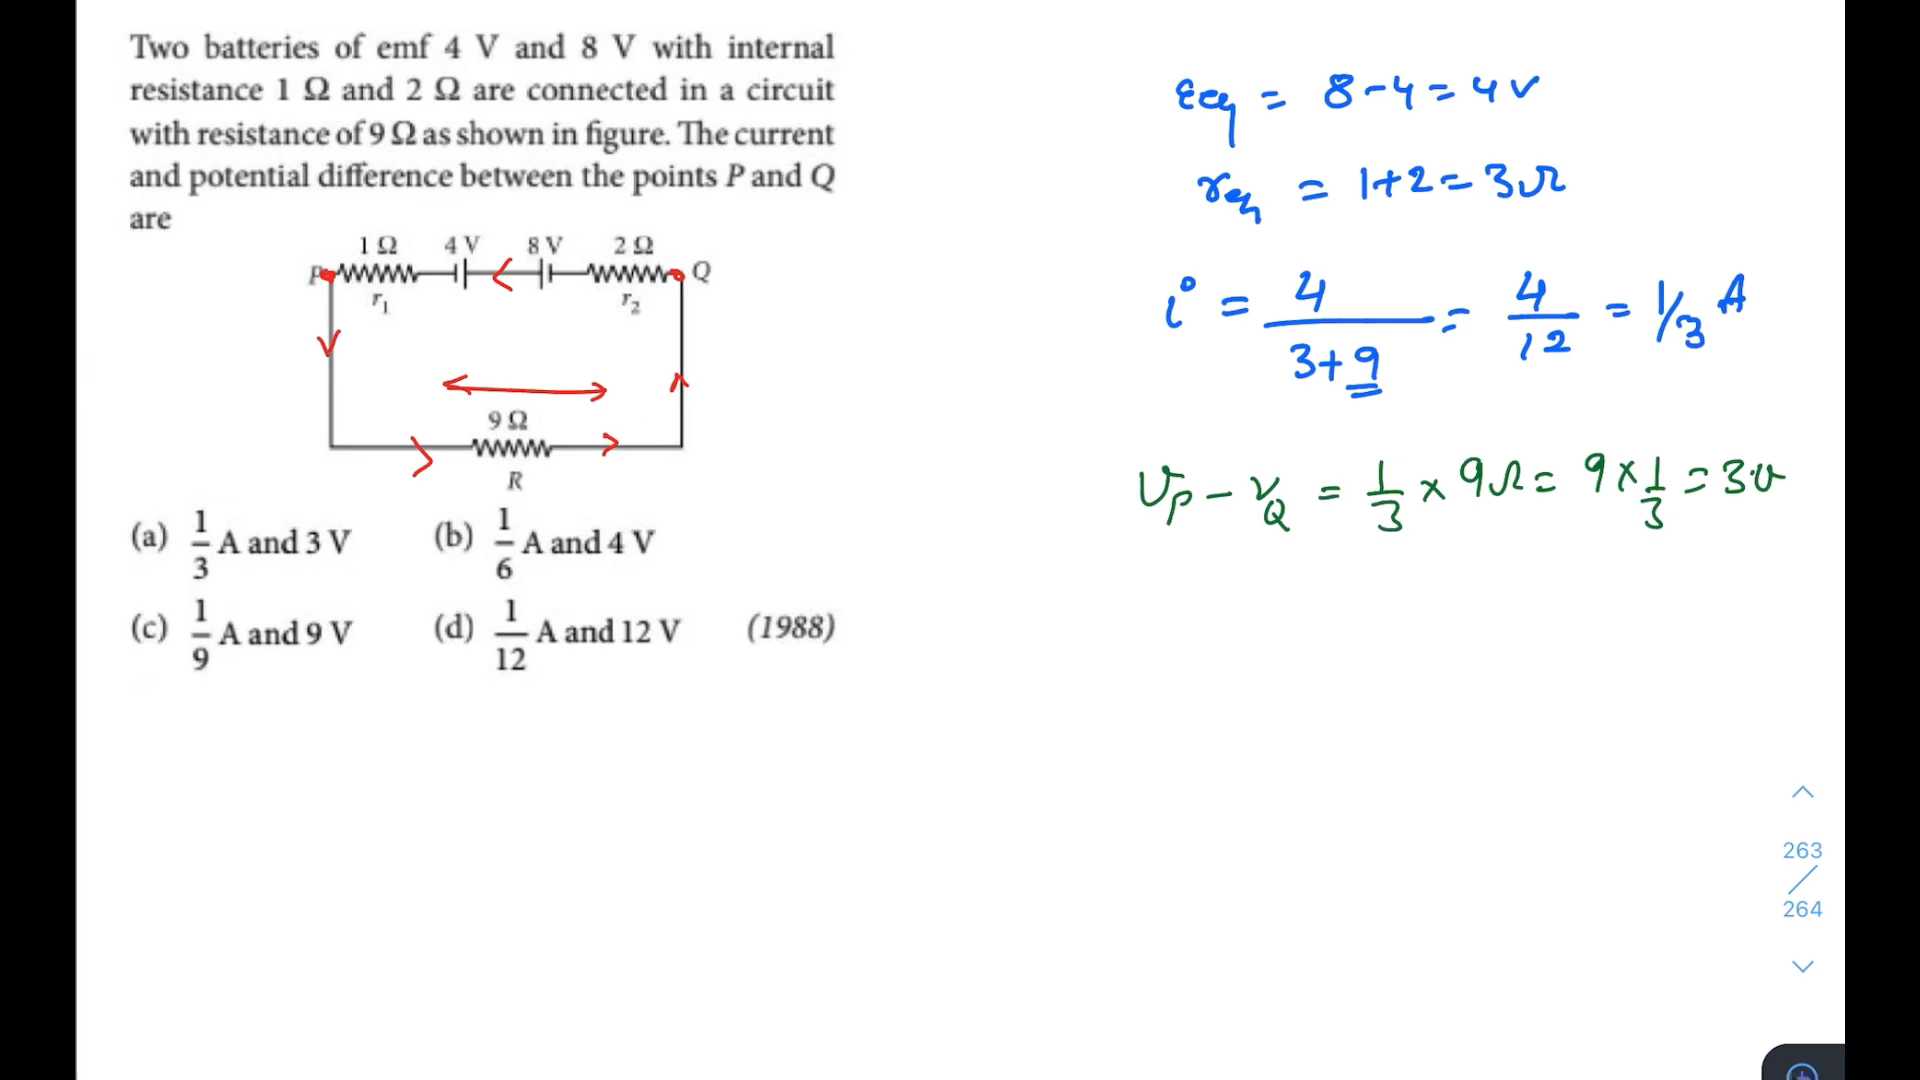 Two batteries of emf 4 V and 8 V with internal
resistance 1 Ω and 2 Ω are connected in a circuit
with resistance of 9 Ω as shown in figure. The current
and potential difference between the points P and Q
are
1 Ω 4 V 8 V 2 Ω
P Q
r₁ r₂
9 Ω
R
(a) 1/3 A and 3 V (b) 1/6 A and 4 V
(c) 1/9 A and 9 V (d) 1/12 A and 12 V (1988)
εeq = 8-4 = 4v
req = 1+2 = 3Ω
i = 4/(3+9) = 4/12 = 1/3 A
Vp - VQ = 1/3 × 9Ω = 9 × 1/3 = 3v
263
/
264